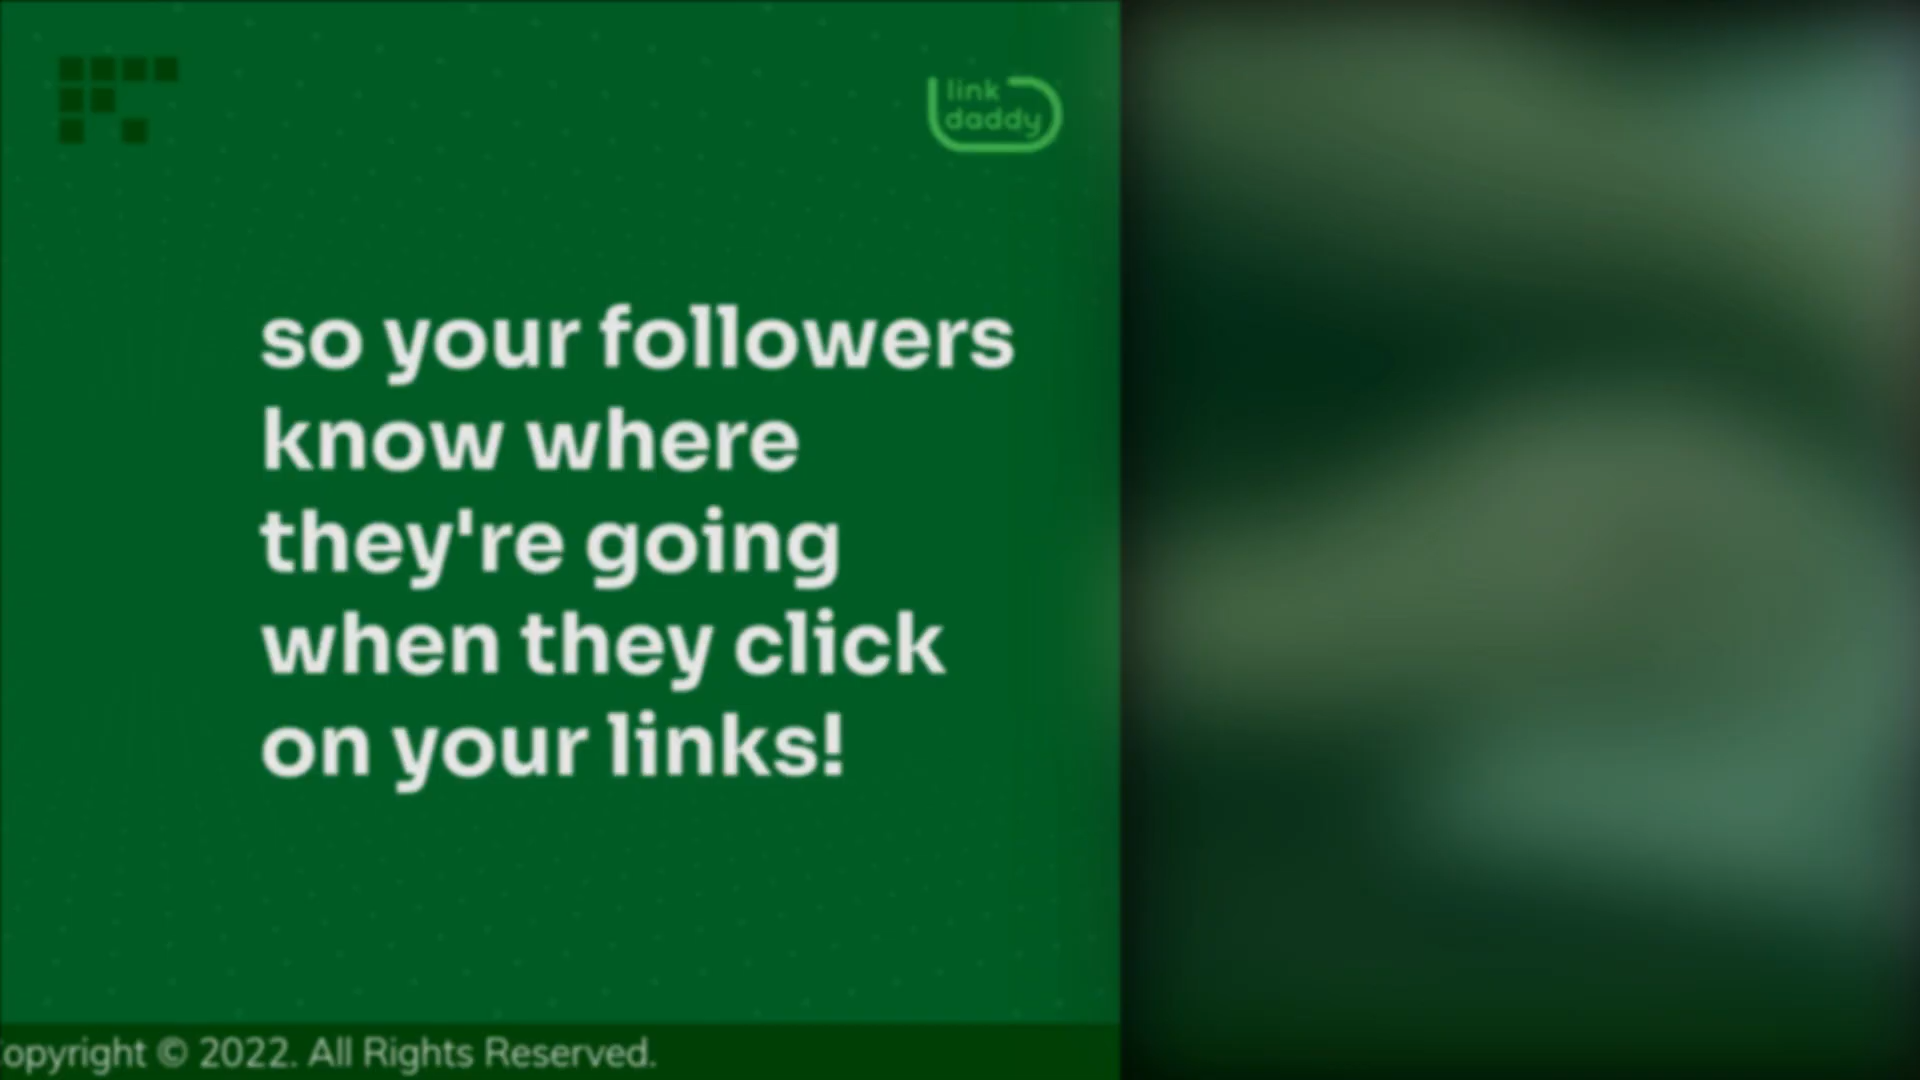 link
daddy
so your followers
know where
they're going
when they click
on your links!
opyright © 2022. All Rights Reserved.